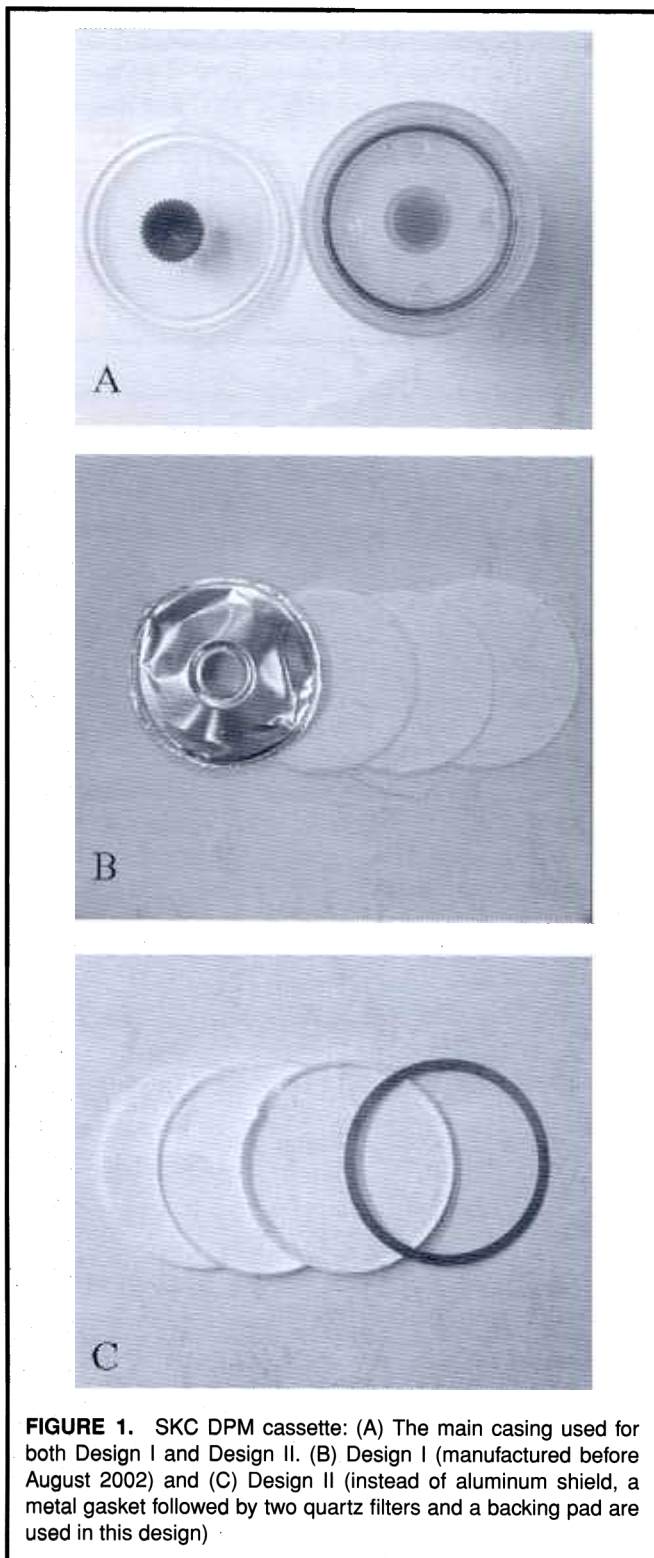 A
B
C
FIGURE 1. SKC DPM cassette: (A) The main casing used for
both Design I and Design II. (B) Design I (manufactured before
August 2002) and (C) Design II (instead of aluminum shield, a
metal gasket followed by two quartz filters and a backing pad are
used in this design)